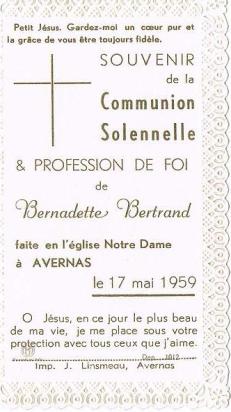 Petit Jésus. Gardez-moi un cœur pur et
la grâce de vous être toujours fidèle.
SOUVENIR
de la
Communion
Solennelle
& PROFESSION DE FOI
de
Bernadette Bertrand
faite en l'église Notre Dame
à AVERNAS
le 17 mai 1959
O Jésus, en ce jour le plus beau
de ma vie, je me place sous votre
protection avec tous ceux que j'aime.
Dep. 1012
Imp. J. Linsmeau, Avernas